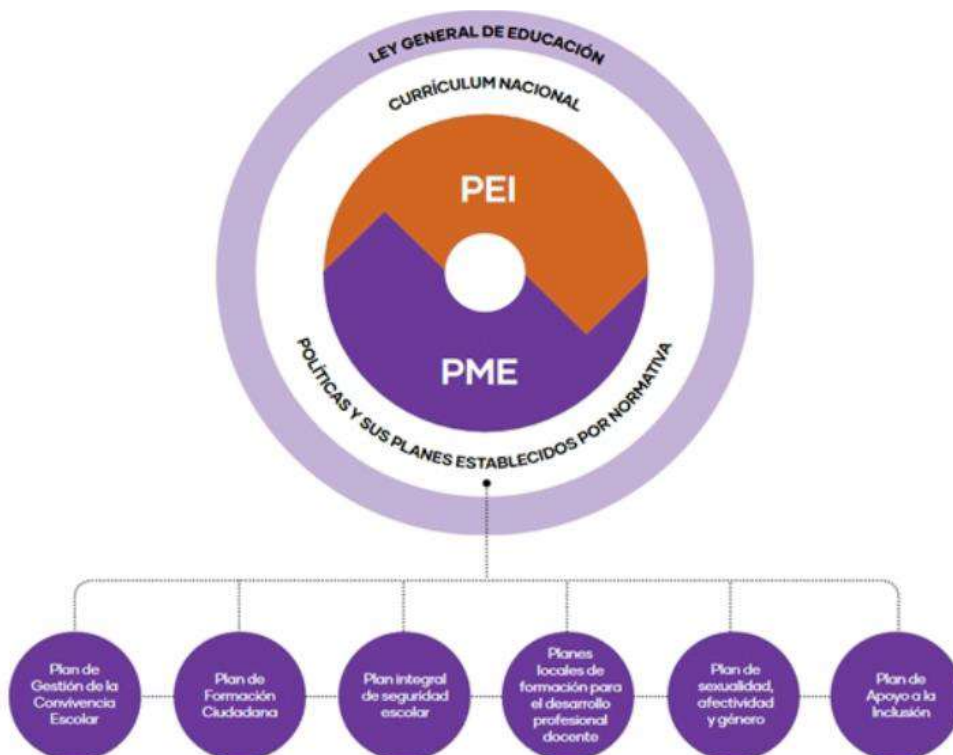 LEY GENERAL DE EDUCACIÓN
CURRÍCULUM NACIONAL
PEI
PME
POLÍTICAS Y SUS PLANES ESTABLECIDOS POR NORMATIVA
Plan de
Gestión de la
Convivencia
Escolar
Plan de
Formación
Ciudadana
Plan integral
de seguridad
escolar
Planes
locales de
formación para
el desarrollo
profesional
docente
Plan de
sexualidad,
afectividad
y género
Plan de
Apoyo a la
Inclusión